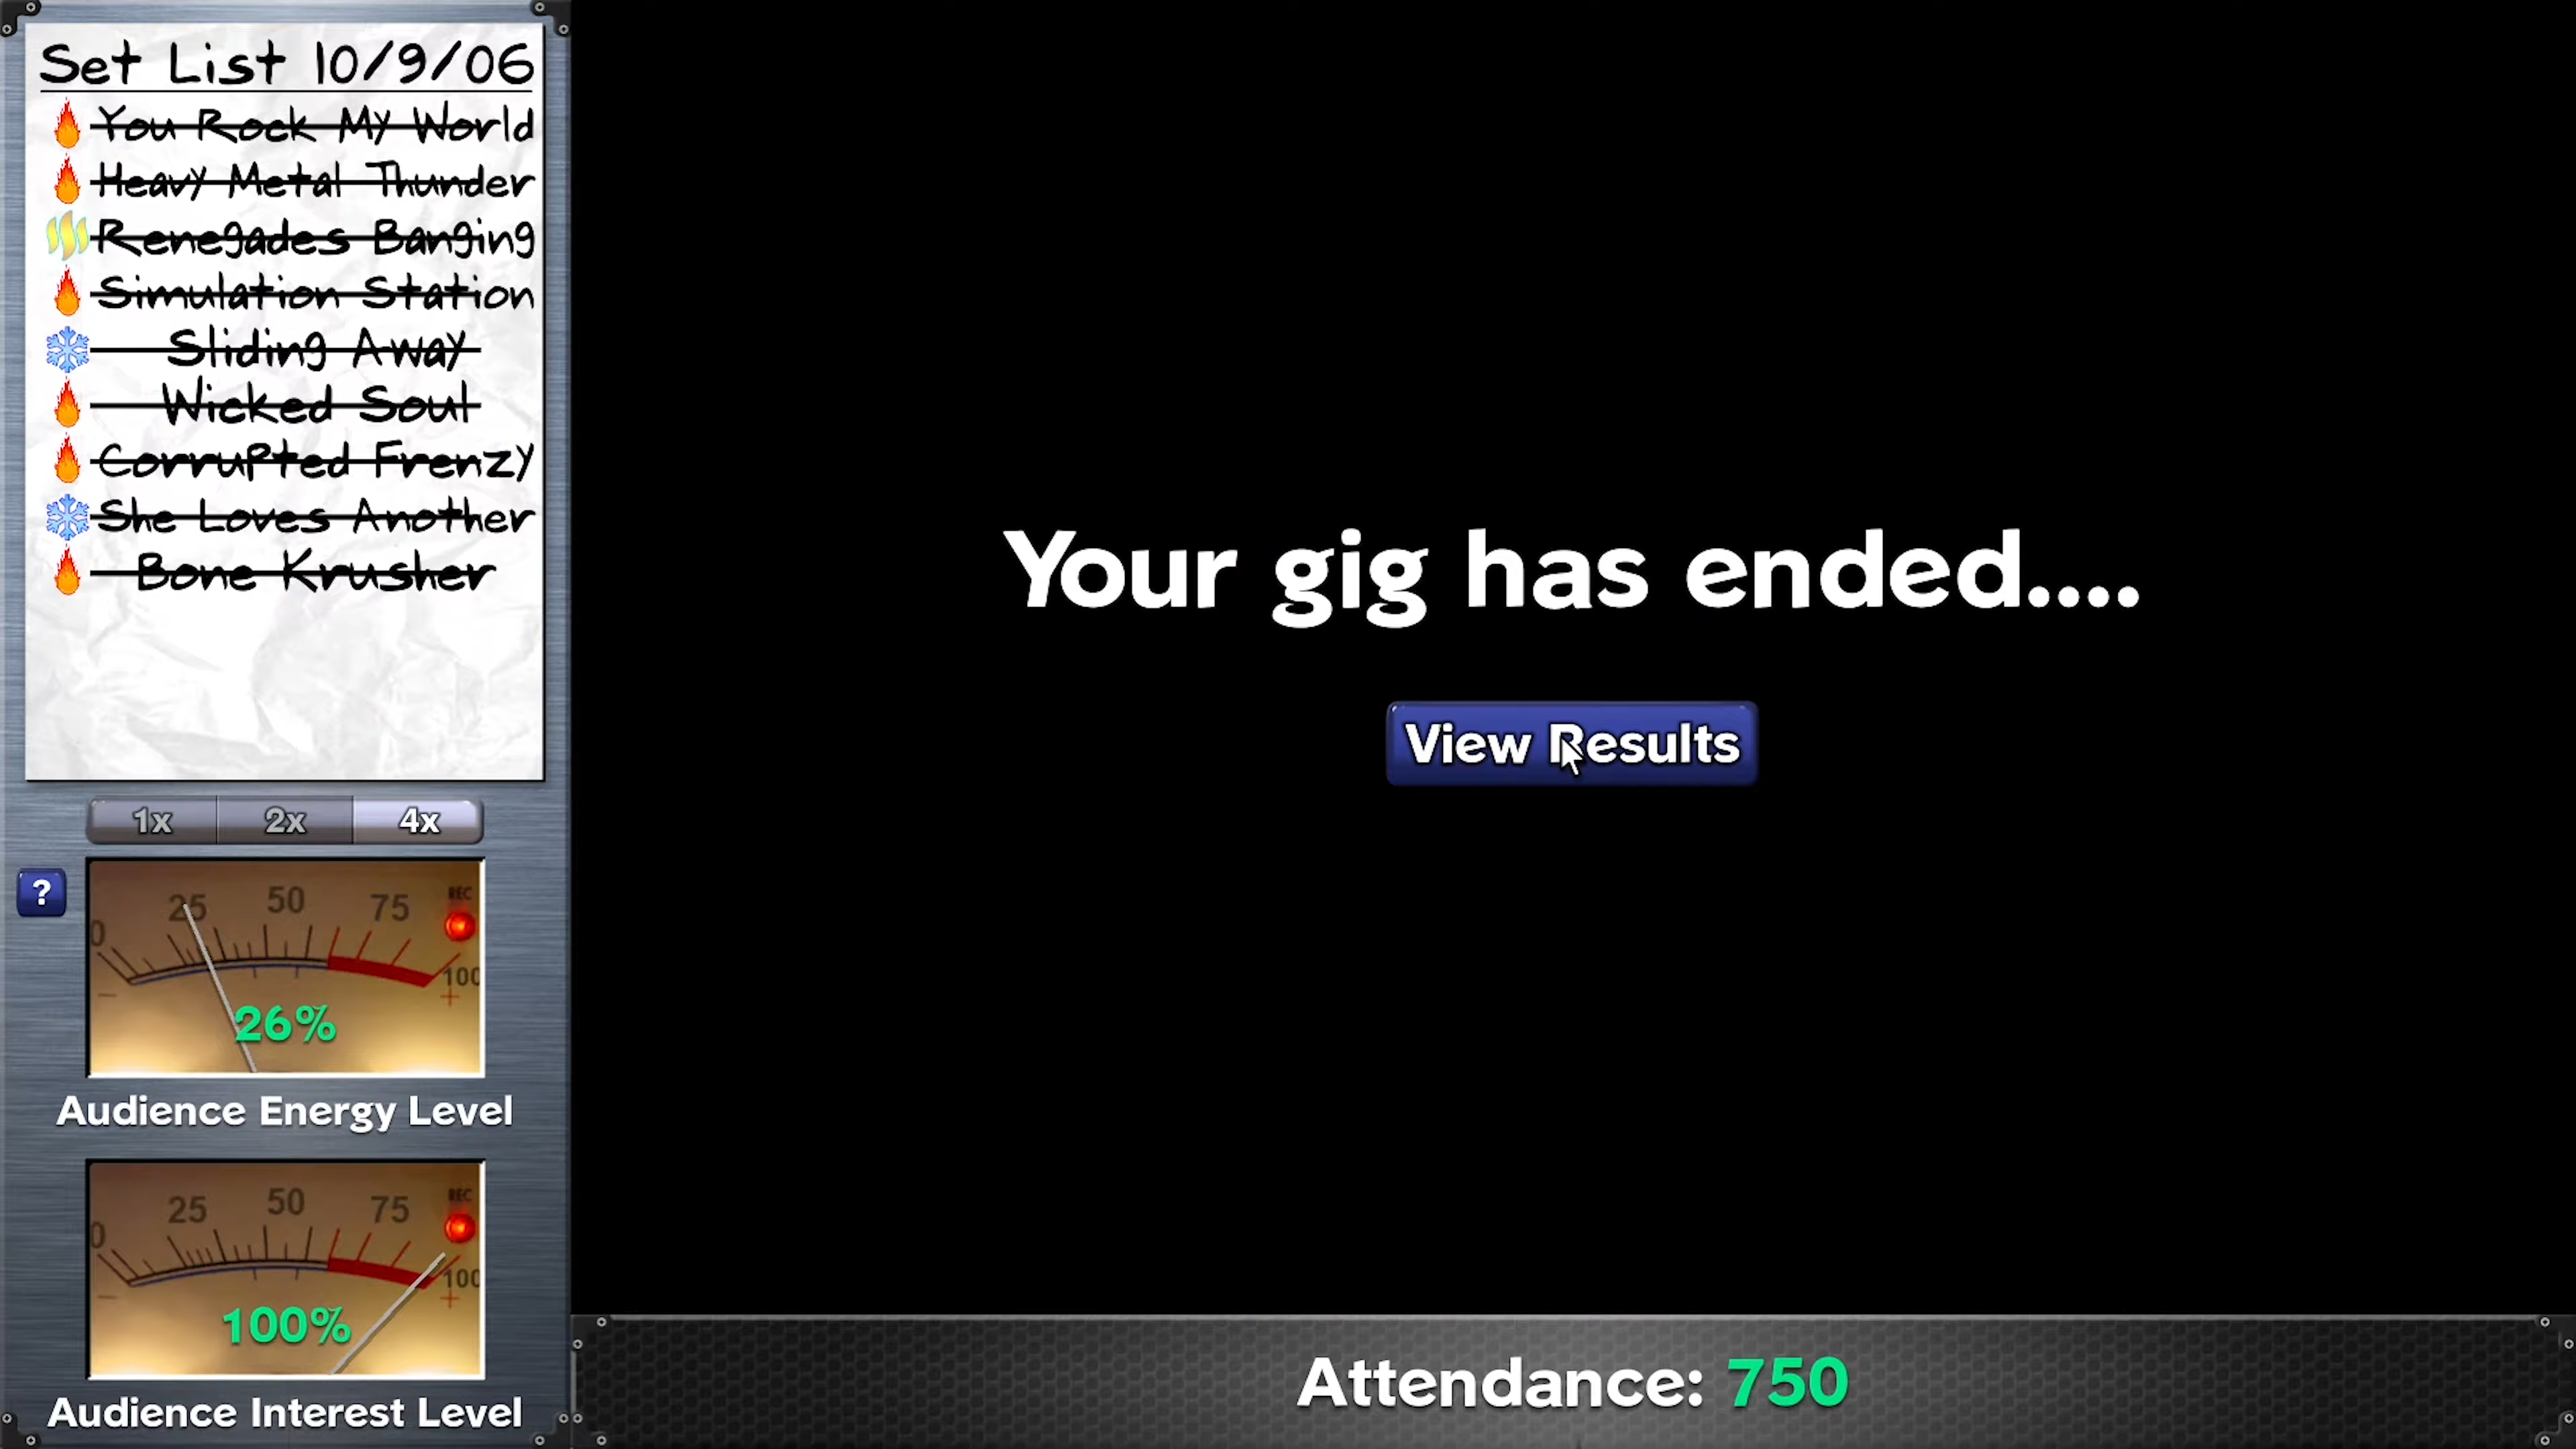 Set List 10/9/06
You Rock My World
Heavy Metal Thunder
Renegades Banging
Simulation Station
Sliding Away
Wicked Soul
Corrupted Frenzy
She Loves Another
Bone Krusher
1x 2x 4x
?
0 25 50 75 100
REC
- +
26%
Audience Energy Level
0 25 50 75 100
REC
- +
100%
Audience Interest Level
Your gig has ended....
View Results
Attendance: 750